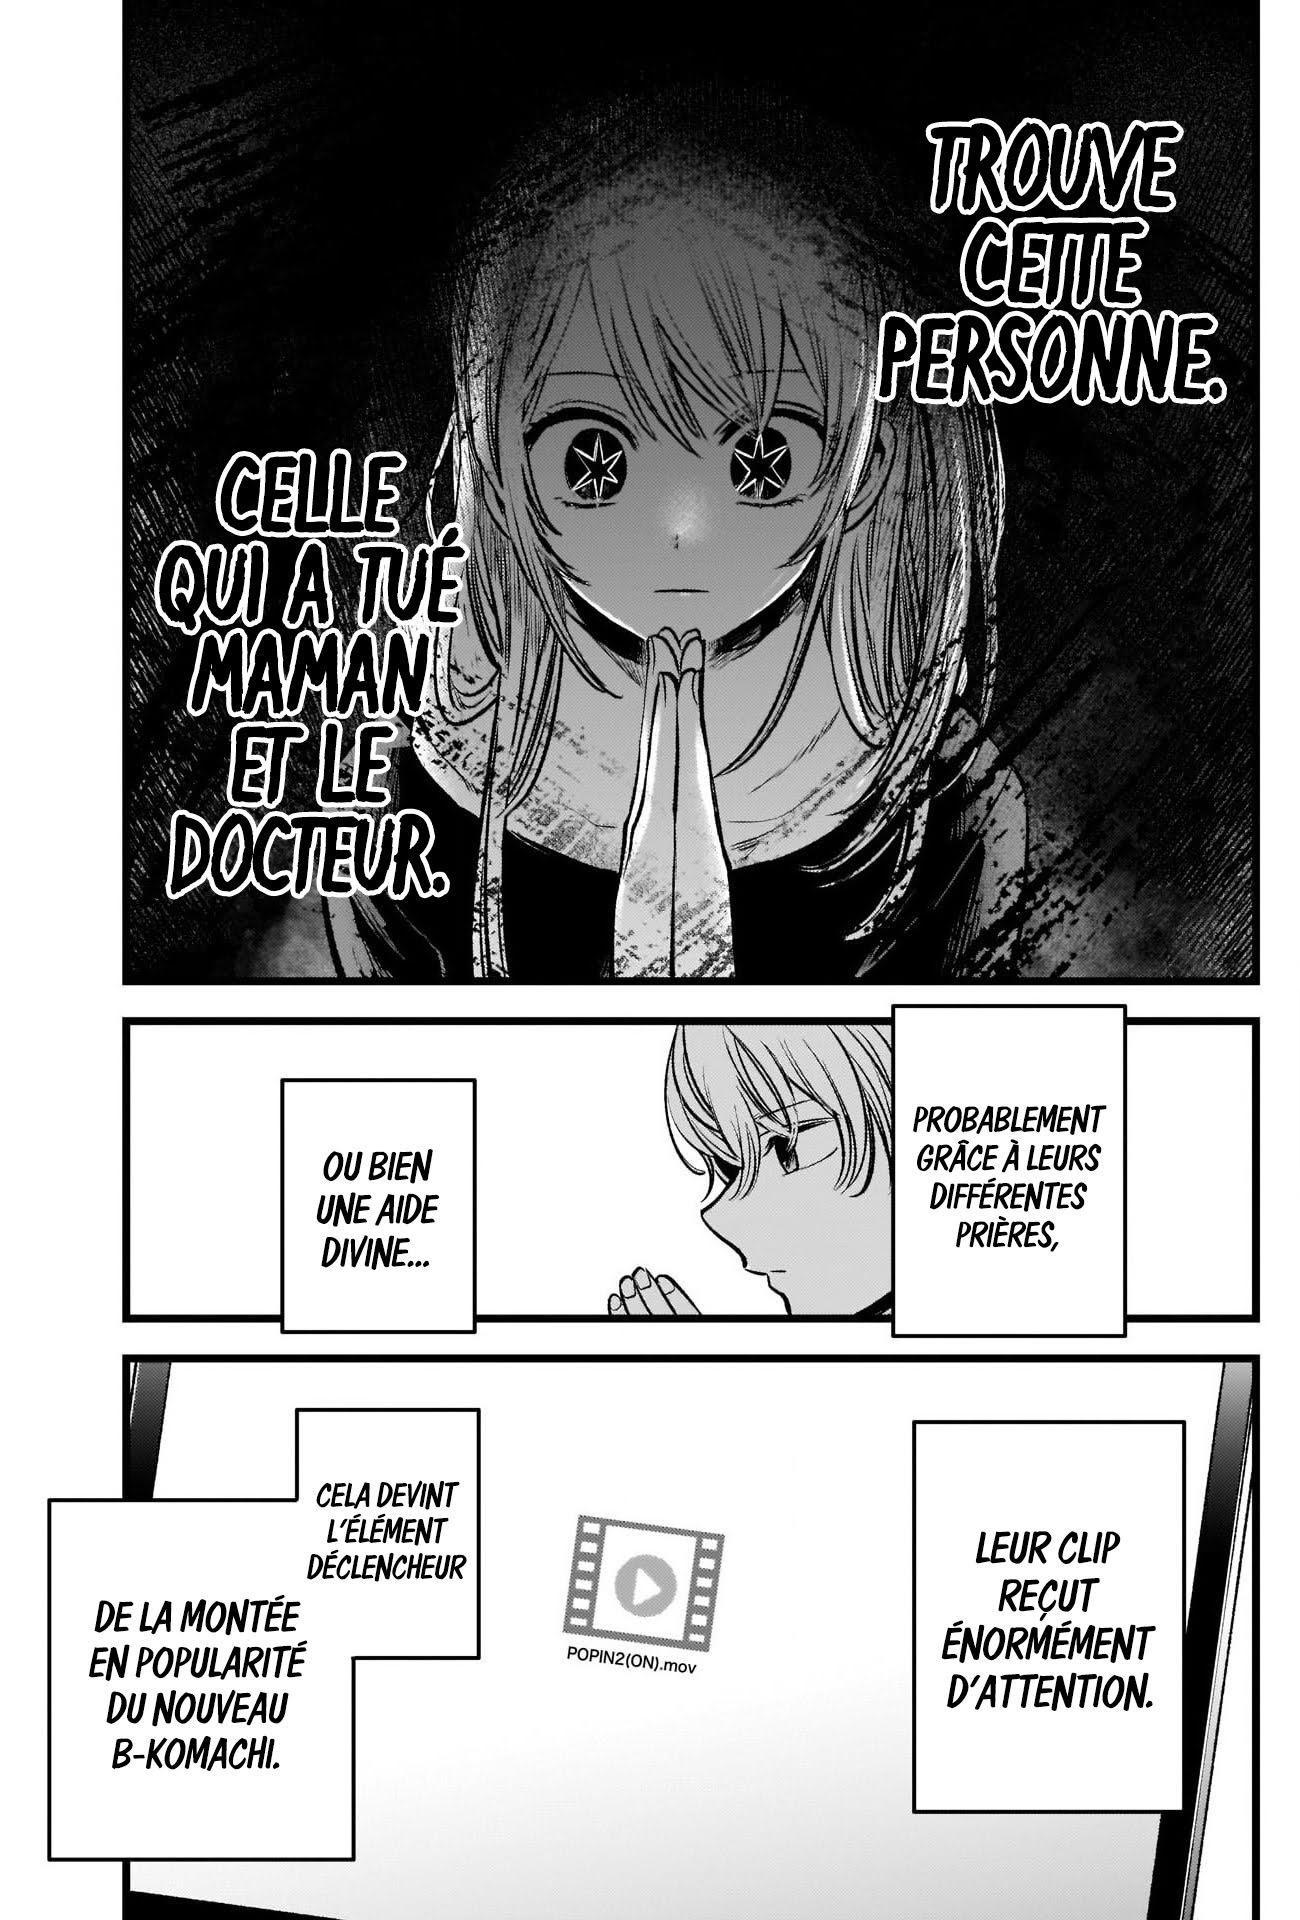 TROUVE
CETTE
PERSONNE.
CELLE
QUI A TUÉ
MAMAN
ET LE
DOCTEUR.
PROBABLEMENT
GRÂCE À LEURS
DIFFÉRENTES
PRIÈRES,
OU BIEN
UNE AIDE
DIVINE...
LEUR CLIP
REÇUT
ÉNORMÉMENT
D'ATTENTION.
POPIN2(ON).mov
CELA DEVINT
L'ÉLÉMENT
DÉCLENCHEUR
DE LA MONTÉE
EN POPULARITÉ
DU NOUVEAU
B-KOMACHI.